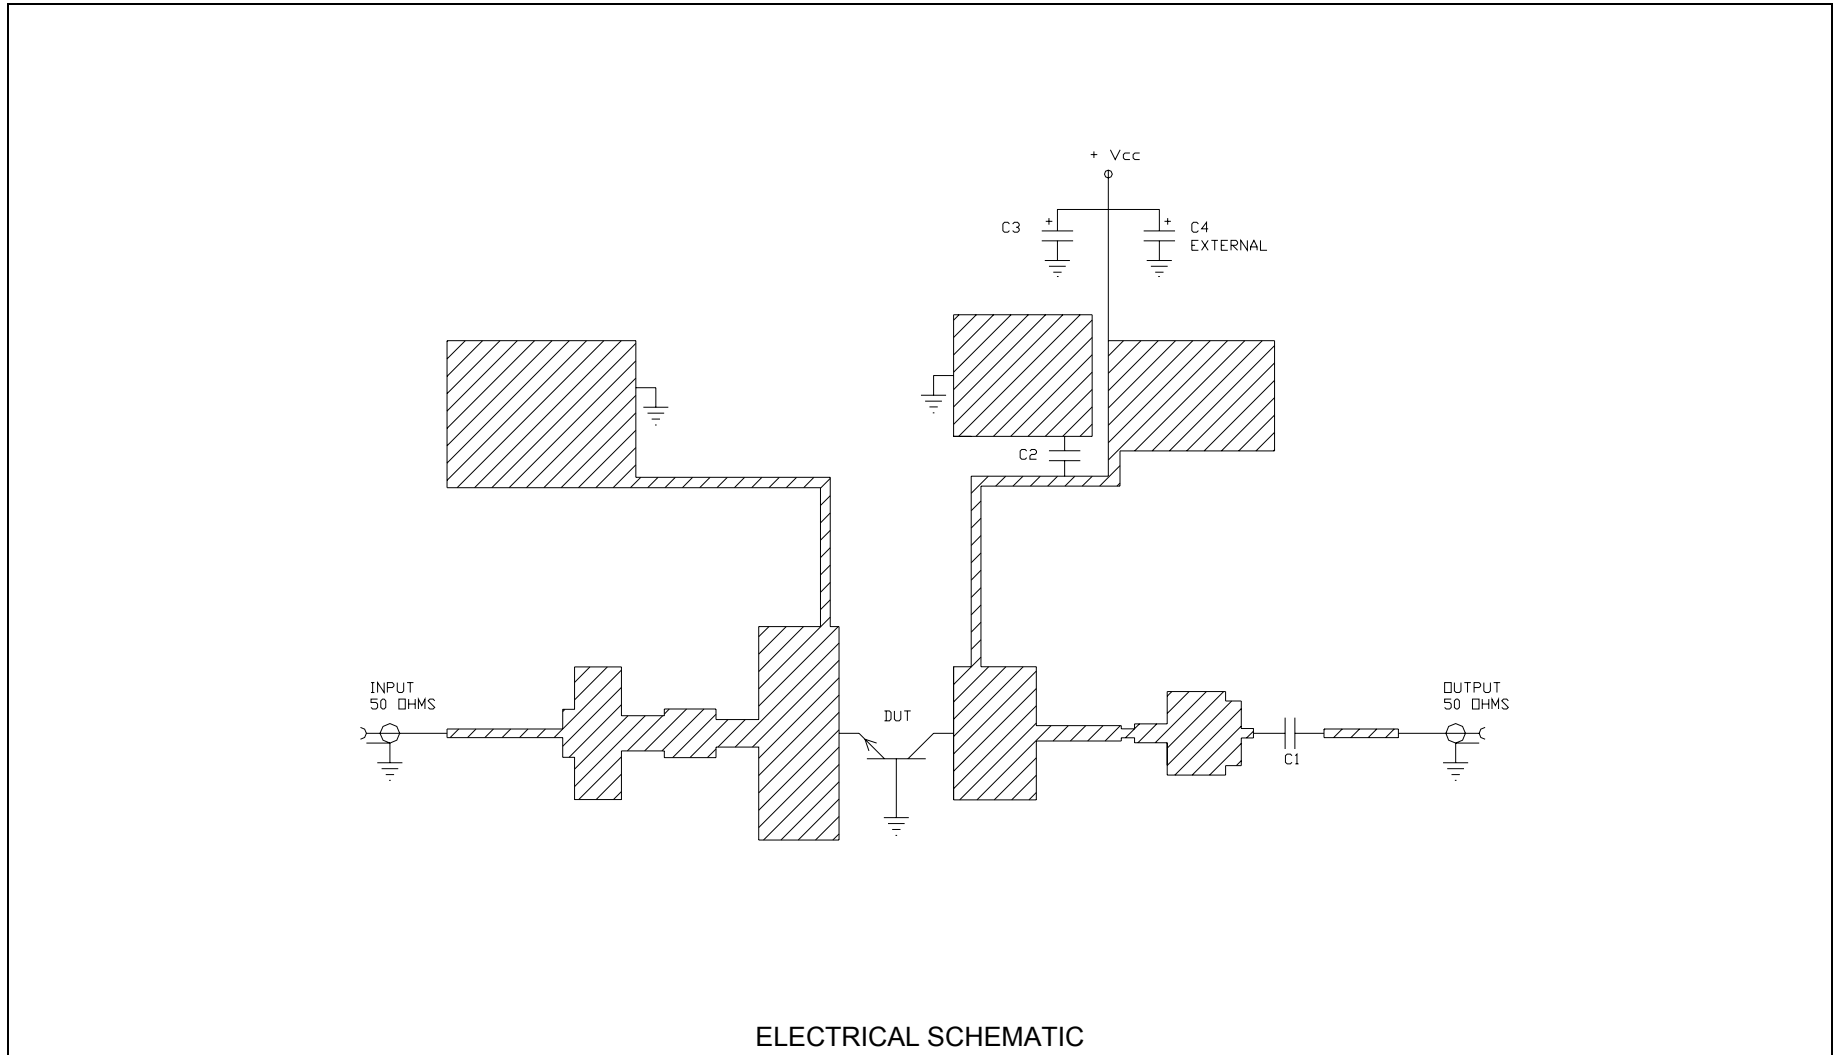 + Vcc
C3
+
+
C4
EXTERNAL
C2
INPUT
50 OHMS
DUT
OUTPUT
50 OHMS
C1
ELECTRICAL SCHEMATIC